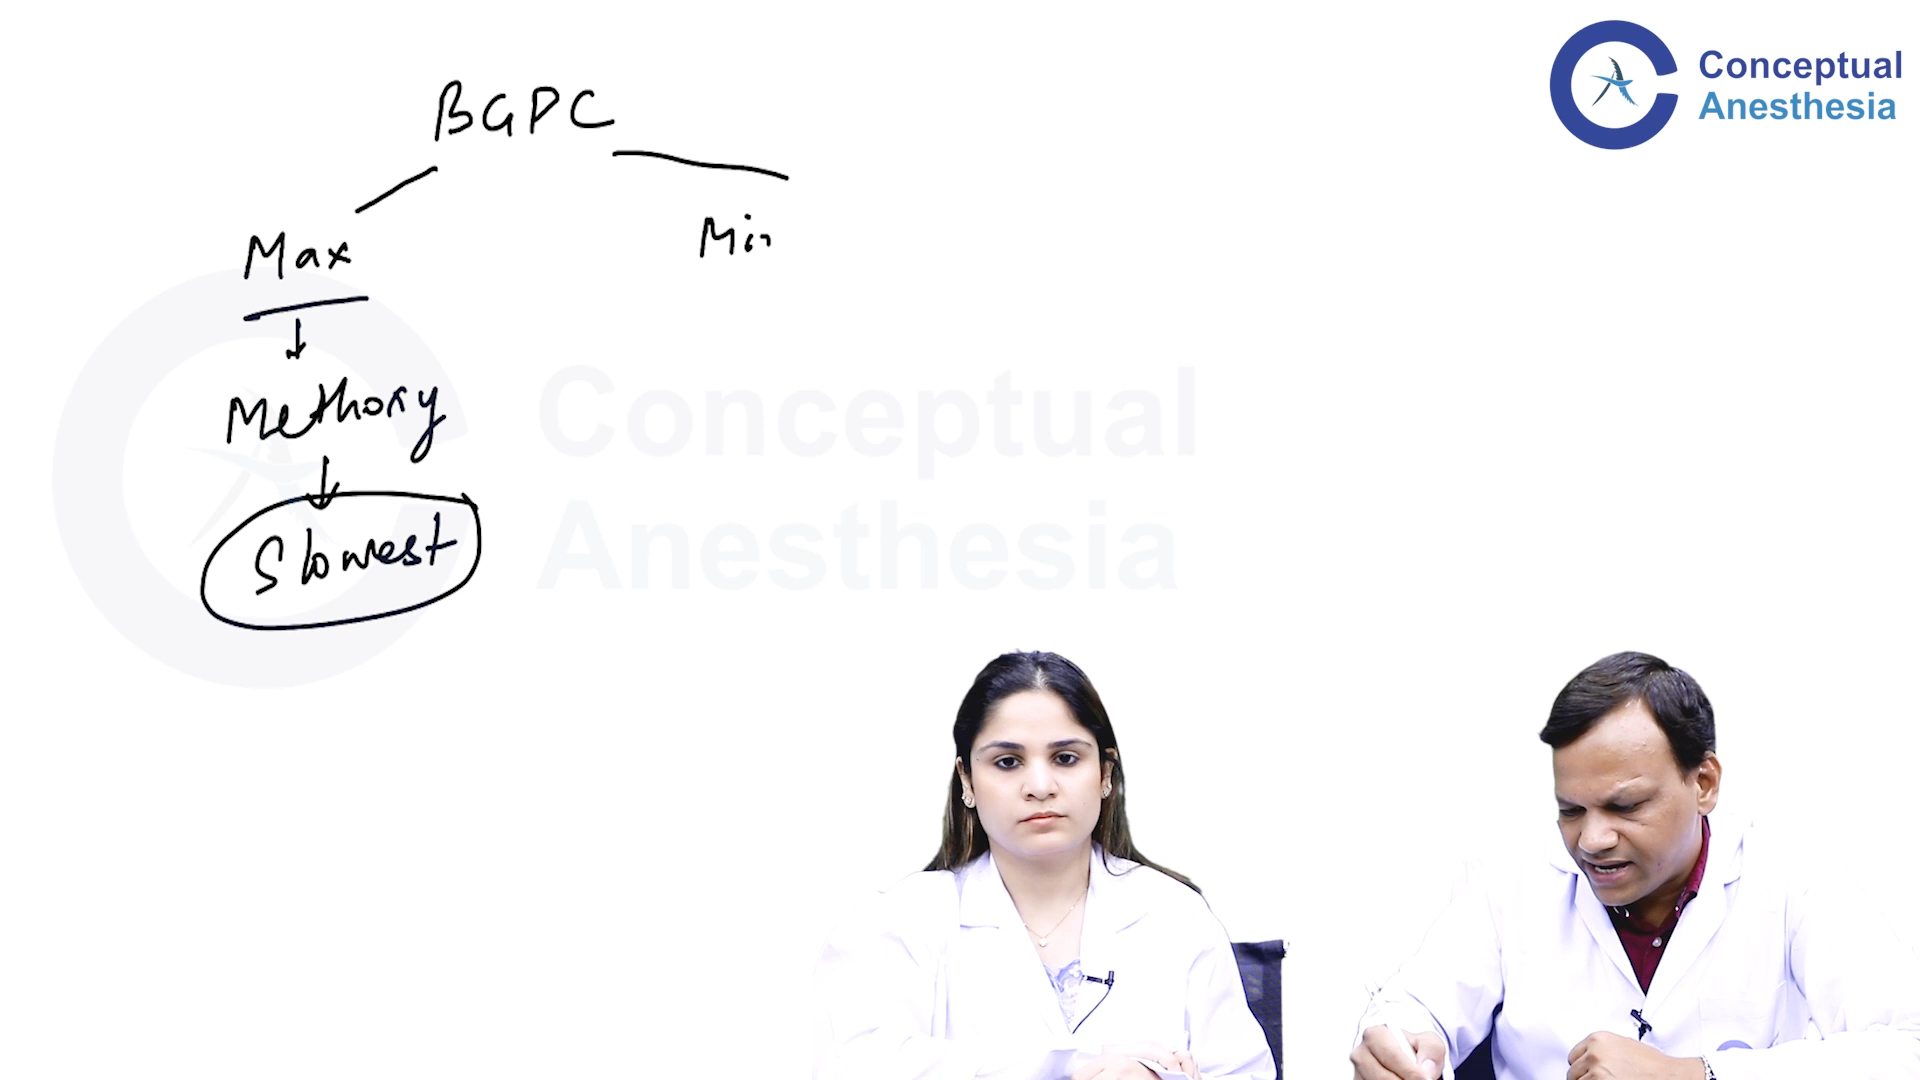 Conceptual
Anesthesia
BGPC
Max
Min
Methoxy
Slowest
Conceptual
Anesthesia